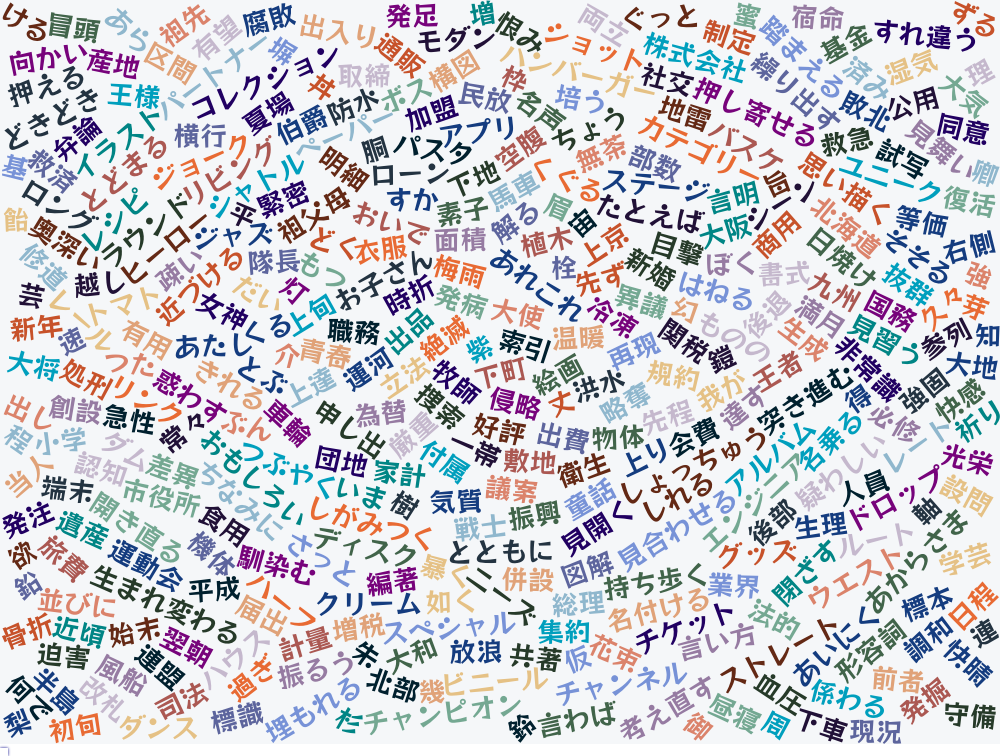 ける
冒頭
あら
祖先
有望
腐敗
出入り
発足
増
恨み
ショット
両立
ぐっと
制定
蜜
踏まえる
宿命
基金
すれ違う
ずる
向かい
産地
区間
パートナー
塀
コレクション
丼
通販
モダン
構図
ハンバーガー
株式会社
繰り出す
済み
湿気
大気
理
押える
王様
取締
ボス
枠
民放
培う
社交
押し寄せる
敗北
公用
同意
どきどき
弁論
イラスト
横行
夏場
伯爵
防水
ペーパー
加盟
名声
ちょう
地雷
バスケ
救急
試写
見舞い
卿
基
救済
とどまる
ジョーク
リビング
シャトル
明細
胴
パスタ
アプリ
空腹
無茶
カテゴリー
部数
思い描く
ユニーク
復活
ロング
レシピ
ラウンド
ヒーロー
平
緊密
祖父母
ローン
下地
馬車
くぐる
ステージ
言明
缶
シーン
北海道
等価
飴
奥深い
ジャズ
どく
おいで
すか
素子
解る
眉
宙
たとえば
大阪
商用
日焼け
そそる
右側
修道
越し
疎い
近づける
隊長
もつ
衣服
面積
植木
上京
目撃
新婚
ぼく
書式
九州
抜群
強
芸
トマト
だい
灯
お子さん
梅雨
あれこれ
栓
先ず
異議
はねる
後退
満月
国務
久々
芽
新年
速
女神
くる
上旬
時折
発病
大使
冷凍
幻
ものの
生成
見習う
参列
知
有用
あたし
職務
出品
絶滅
紫
索引
温暖
再現
関税
鎧
王者
非常識
大地
大将
処刑
つた
きれる
とぶ
介
青春
運河
立法
牧師
下町
絵画
洪水
規約
我が
達す
突き進む
得
強固
快感
リンク
惑わす
ぶん
車輪
上達
捜索
侵略
丈
略奪
先程
必修
祈り
出し
創設
急性
常々
申し出
為替
厳重
好評
出費
物体
上り
会費
アルバム
名乗る
レート
光栄
程
小学
ダム
差異
おもしろい
つぶやく
団地
家計
付属
一帯
敷地
衛生
しょっちゅう
エンジニア
疑わしい
人員
当人
認知
市役所
ちなみに
いま
樹
気質
議案
童話
しれる
後部
生理
ドロップ
設問
端末
開き直る
食用
しがみつく
戦士
振興
見開く
見合わせる
軸
発注
遺産
機体
さっと
ディスク
とともに
図解
グッズ
閉ざす
ルート
あからさま
学芸
欲
旅費
運動会
馴染む
編著
暴く
ニース
併設
持ち歩く
業界
ウエスト
鉛
生まれ変わる
平成
ハーフ
クリーム
如く
総理
名付ける
法的
あいにく
標本
日程
並びに
届出
増税
スペシャル
集約
チケット
言い方
形容詞
調和
一連
骨折
近頃
始末
翌朝
ハウス
計量
朱
大和
放浪
共著
仮
花束
ストレート
快晴
迫害
風船
連盟
過ぎ
振るう
北部
幾
ビニール
チャンネル
血圧
係わる
前者
発掘
何と
半島
改札
司法
標識
埋もれる
杉
チャンピオン
鈴
言わば
考え直す
御
昼寝
周
下車
現況
守備
梨
初旬
ダンス